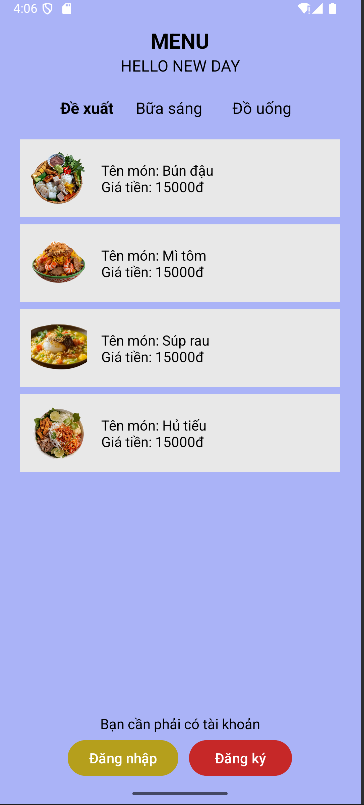 4:06
MENU
HELLO NEW DAY
Đề xuất Bữa sáng Đồ uống
Tên món: Bún đậu
Giá tiền: 15000đ
Tên món: Mì tôm
Giá tiền: 15000đ
Tên món: Súp rau
Giá tiền: 15000đ
Tên món: Hủ tiếu
Giá tiền: 15000đ
Bạn cần phải có tài khoản
Đăng nhập Đăng ký